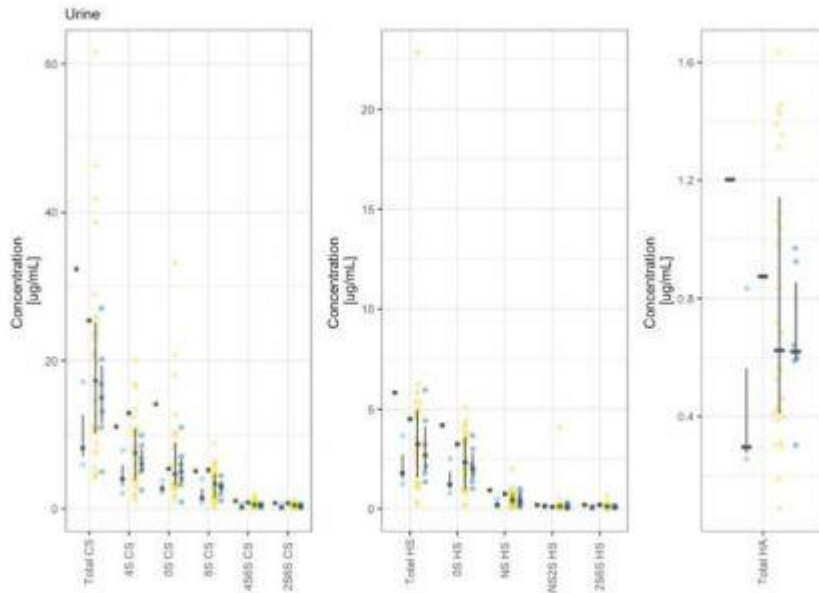 Urine
Concentration
[ug/mL]
60
40
20
0
Total CS
4S CS
0S CS
6S CS
4S6S CS
2S6S CS
Concentration
[ug/mL]
20
15
10
5
0
Total HS
0S HS
NS HS
NS2S HS
2S6S HS
Concentration
[ug/mL]
1.6
1.2
0.8
0.4
Total HA